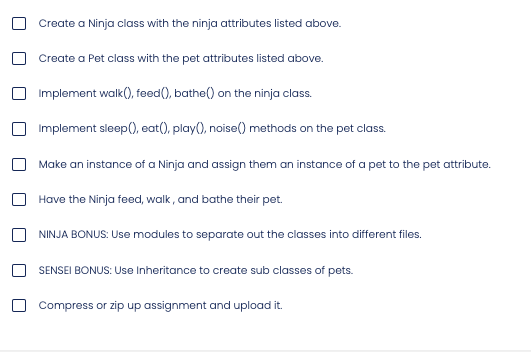 Create a Ninja class with the ninja attributes listed above.
Create a Pet class with the pet attributes listed above.
Implement walk(), feed(), bathe() on the ninja class.
Implement sleep(), eat(), play(), noise() methods on the pet class.
Make an instance of a Ninja and assign them an instance of a pet to the pet attribute.
Have the Ninja feed, walk , and bathe their pet.
NINJA BONUS: Use modules to separate out the classes into different files.
SENSEI BONUS: Use Inheritance to create sub classes of pets.
Compress or zip up assignment and upload it.